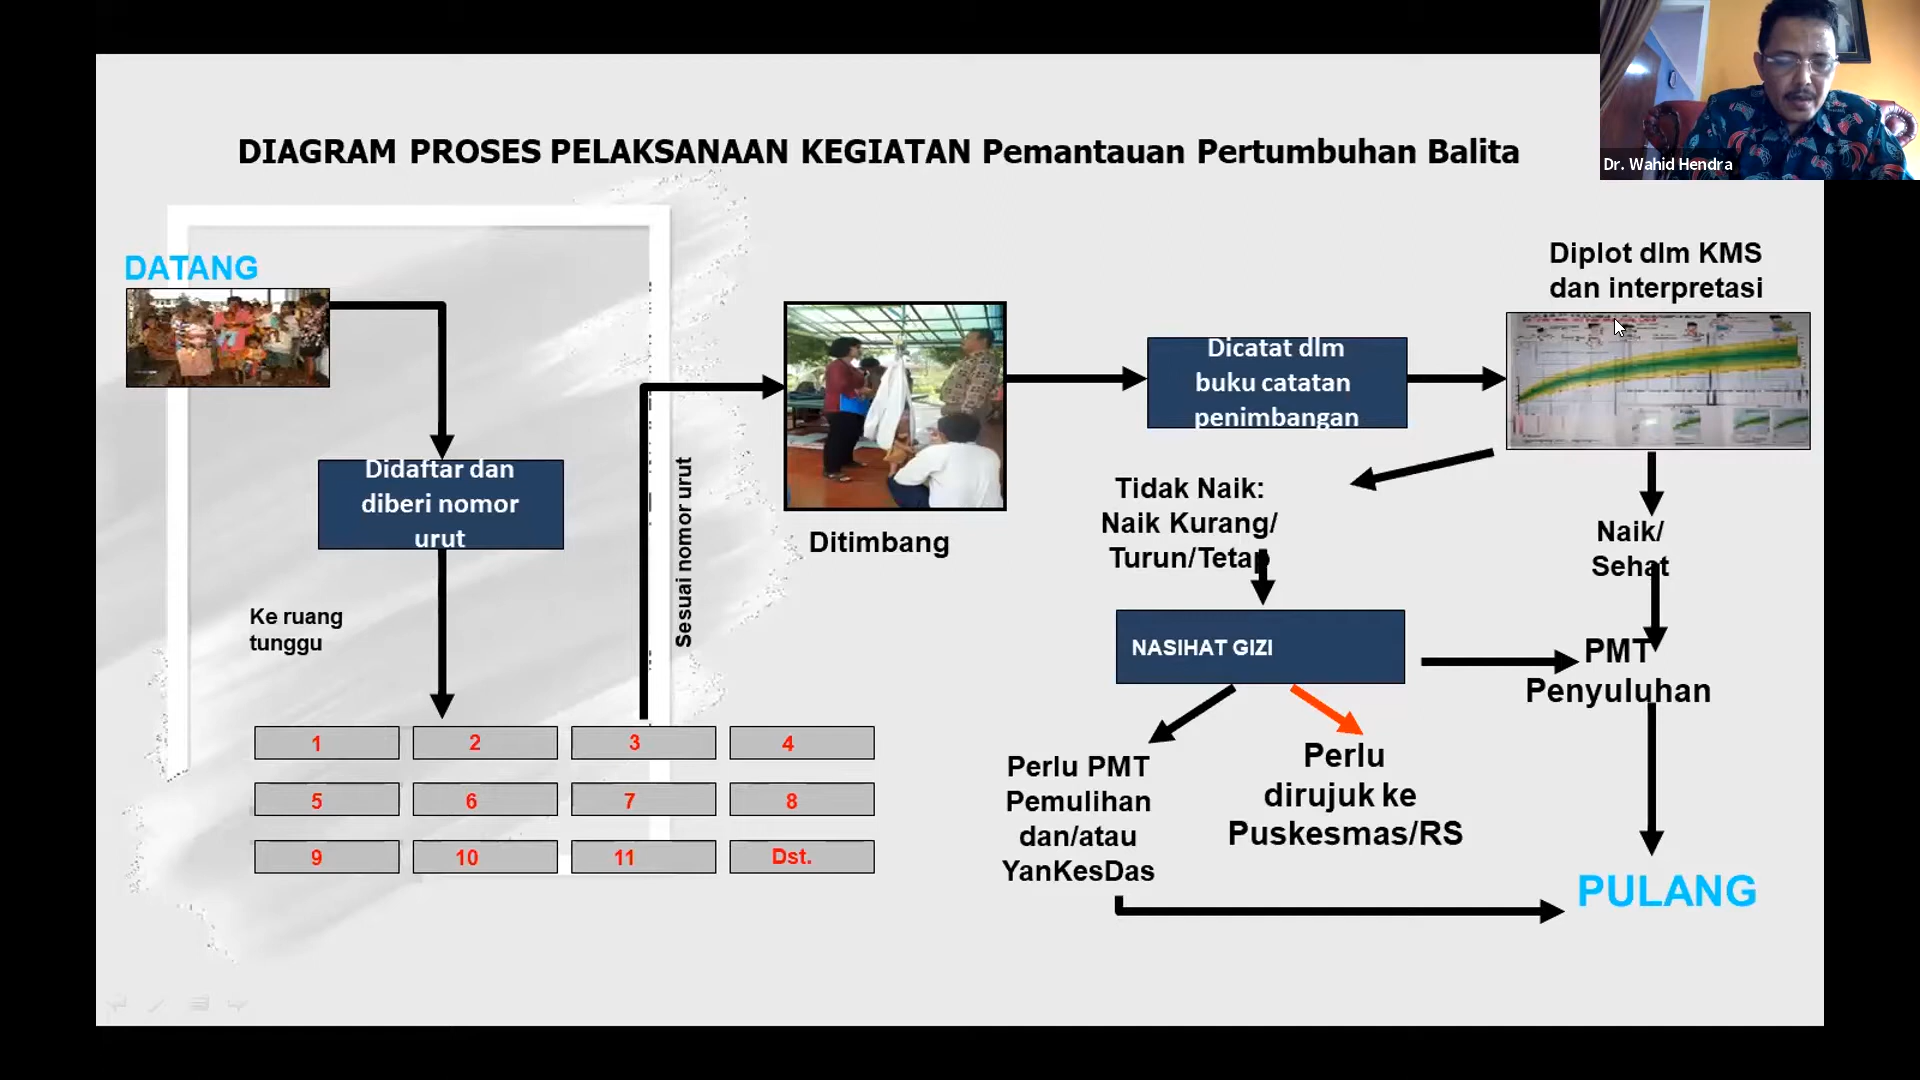 Dr. Wahid Hendra
DIAGRAM PROSES PELAKSANAAN KEGIATAN Pemantauan Pertumbuhan Balita
DATANG
Didaftar dan
diberi nomor
urut
Ke ruang
tunggu
1
2
3
4
5
6
7
8
9
10
11
Dst.
Sesuai nomor urut
Ditimbang
Dicatat dlm
buku catatan
penimbangan
Diplot dlm KMS
dan interpretasi
Tidak Naik:
Naik Kurang/
Turun/Tetap
Naik/
Sehat
NASIHAT GIZI
PMT
Penyuluhan
Perlu PMT
Pemulihan
dan/atau
YanKesDas
Perlu
dirujuk ke
Puskesmas/RS
PULANG